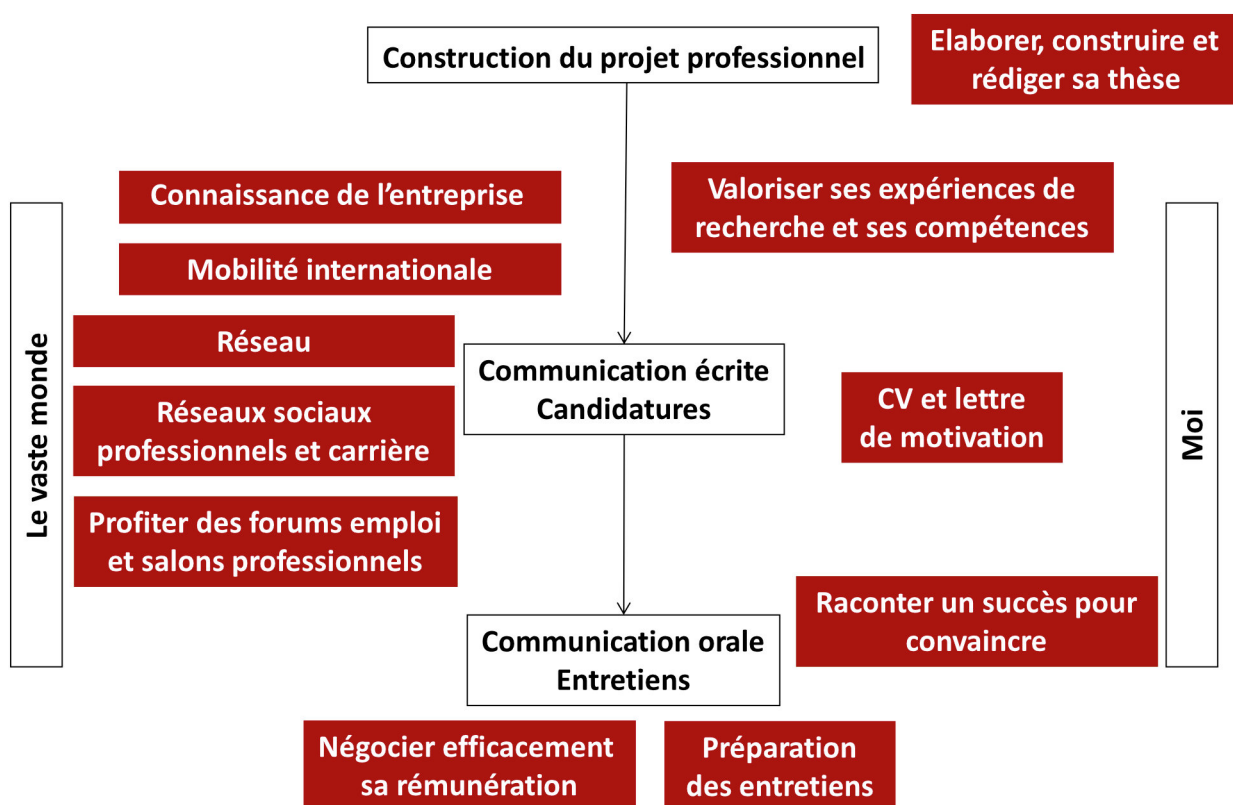 Construction du projet professionnel
Elaborer, construire et
rédiger sa thèse
Connaissance de l’entreprise
Valoriser ses expériences de
recherche et ses compétences
Mobilité internationale
Le vaste monde
Réseau
Communication écrite
Candidatures
Réseaux sociaux
professionnels et carrière
CV et lettre
de motivation
Moi
Profiter des forums emploi
et salons professionnels
Raconter un succès pour
convaincre
Communication orale
Entretiens
Négocier efficacement
sa rémunération
Préparation
des entretiens